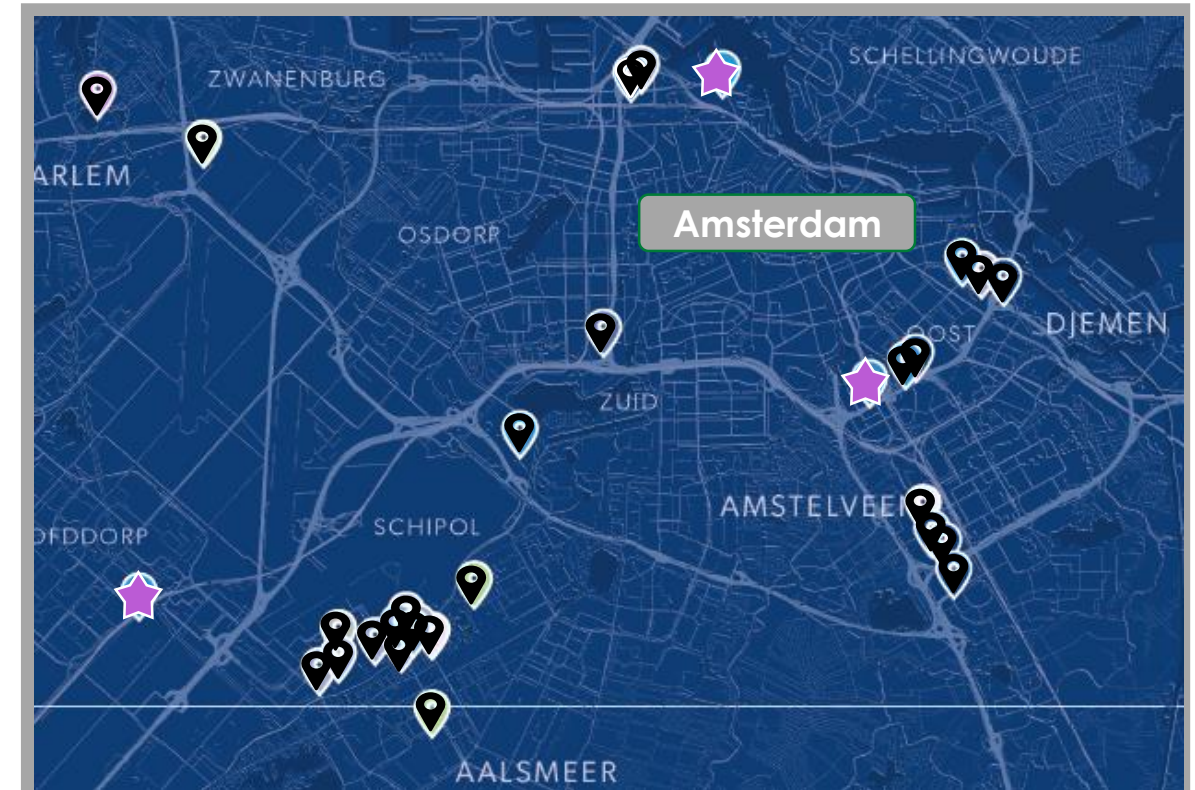 SCHELLINGWOUDE
ZWANENBURG
ARLEM
Amsterdam
OSDORP
DJEMEN
OOST
ZUID
AMSTELVEE
SCHIPOL
OFDDORP
AALSMEER